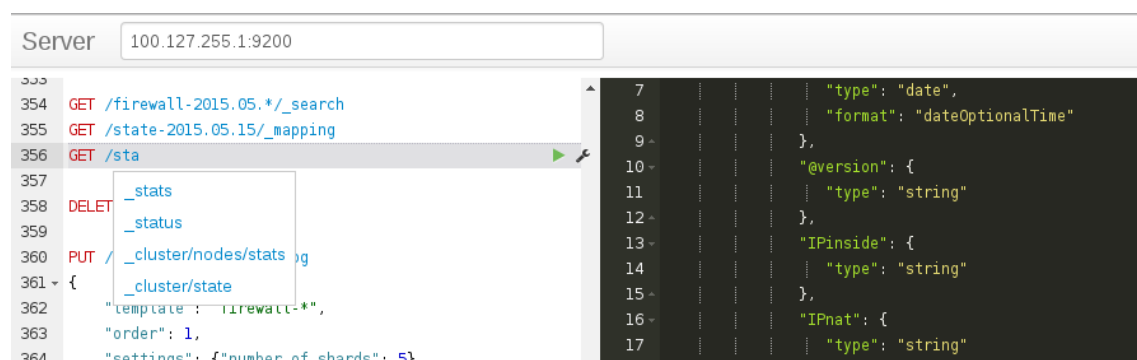 Server 100.127.255.1:9200
353
354 GET /firewall-2015.05.*/_search
355 GET /state-2015.05.15/_mapping
356 GET /sta
357
358 DELET
359
360 PUT / og
361 {
362 "template" : "firewall-*",
363 "order": 1,
364 "settings": {"number_of_shards": 5}
_stats
_status
_cluster/nodes/stats
_cluster/state
7 "type": "date",
8 "format": "dateOptionalTime"
9 },
10 "@version": {
11 "type": "string"
12 },
13 "IPinside": {
14 "type": "string"
15 },
16 "IPnat": {
17 "type": "string"